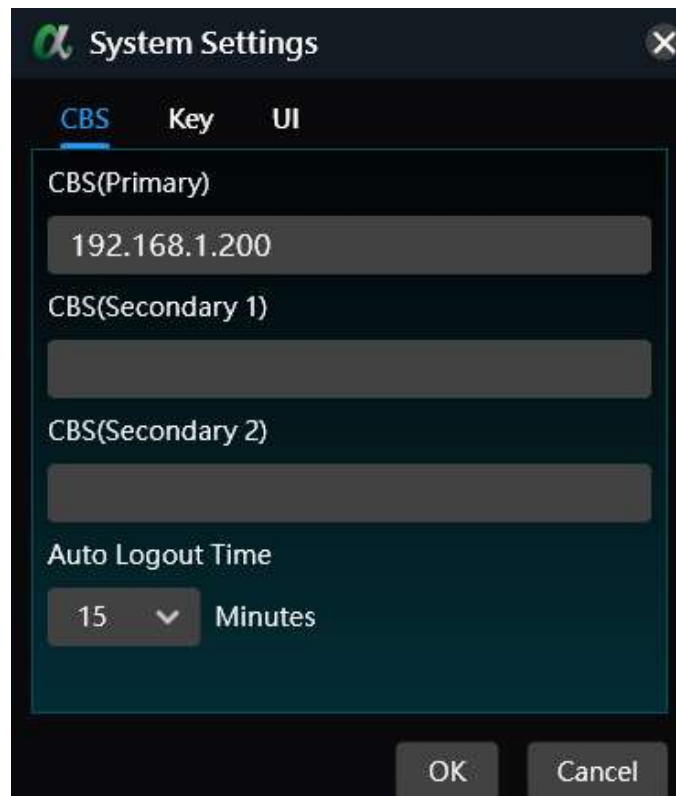 α System Settings
CBS Key UI
CBS(Primary)
192.168.1.200
CBS(Secondary 1)
CBS(Secondary 2)
Auto Logout Time
15 Minutes
OK Cancel